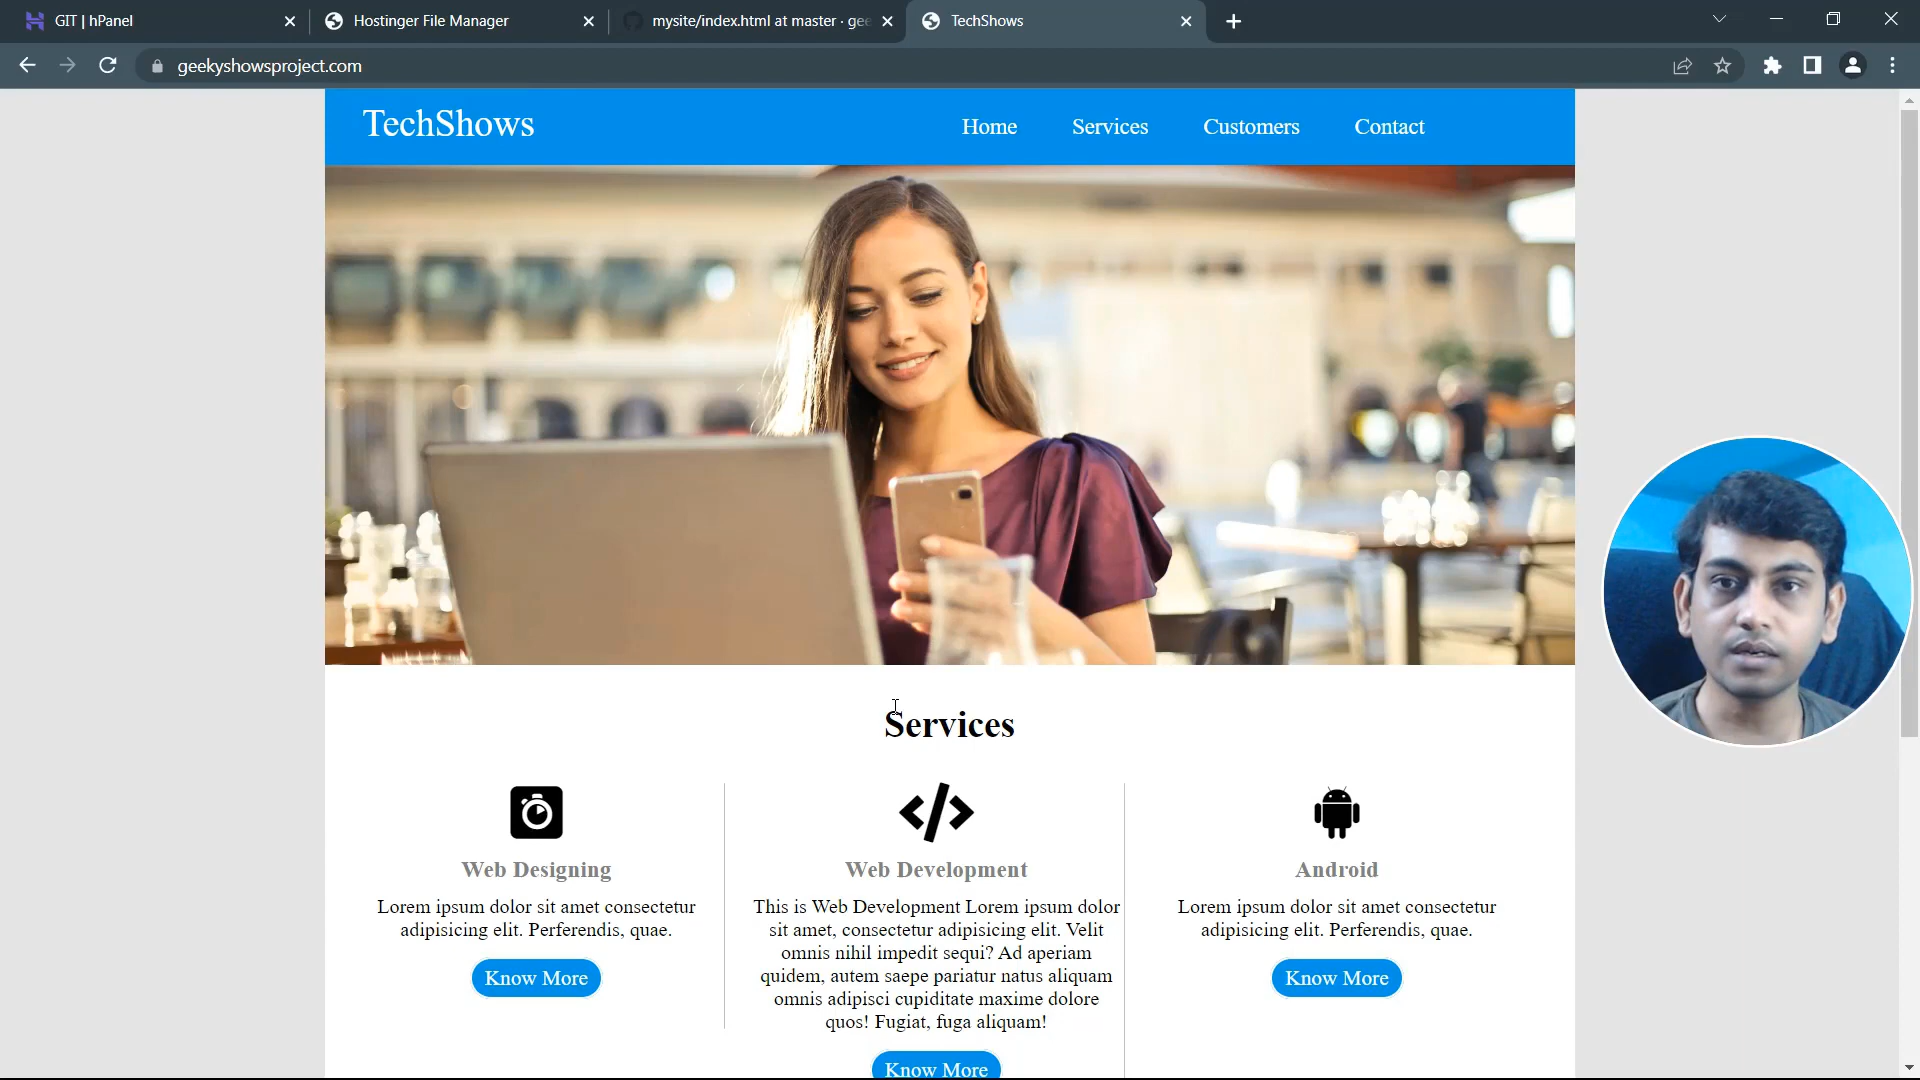 GIT | hPanel
Hostinger File Manager
mysite/index.html at master · gee
TechShows
geekyshowsproject.com
TechShows
Home Services Customers Contact
Services
Web Designing
Lorem ipsum dolor sit amet consectetur
adipisicing elit. Perferendis, quae.
Know More
Web Development
This is Web Development Lorem ipsum dolor
sit amet, consectetur adipisicing elit. Velit
omnis nihil impedit sequi? Ad aperiam
quidem, autem saepe pariatur natus aliquam
omnis adipisci cupiditate maxime dolore
quos! Fugiat, fuga aliquam!
Know More
Android
Lorem ipsum dolor sit amet consectetur
adipisicing elit. Perferendis, quae.
Know More